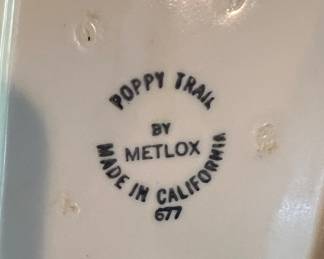 POPPY TRAIL
BY
METLOX
MADE IN CALIFORNIA
677